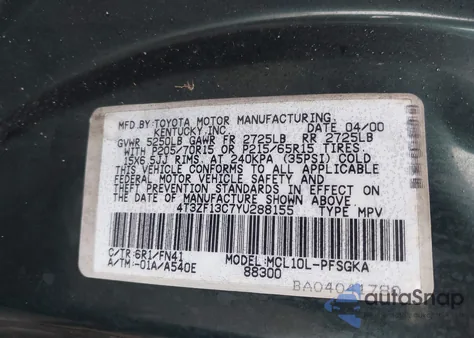 MFD.BY:TOYOTA MOTOR MANUFACTURING,
KENTUCKY,INC. DATE 04/00
GVWR 5250LB GAWR FR 2725LB RR 2725LB
WITH P205/70R15 OR P215/65R15 TIRES,
15X6.5JJ RIMS, AT 240KPA (35PSI) COLD
THIS VEHICLE CONFORMS TO ALL APPLICABLE
FEDERAL MOTOR VEHICLE SAFETY, BUMPER, AND
THEFT PREVENTION STANDARDS IN EFFECT ON
THE DATE OF MANUFACTURE SHOWN ABOVE.
4T3ZF13C7YU288155 TYPE MPV
C/TR:6R1/FN41 MODEL:MCL10L-PFSGKA
A/TM:-01A/A540E 88300
autoSnap